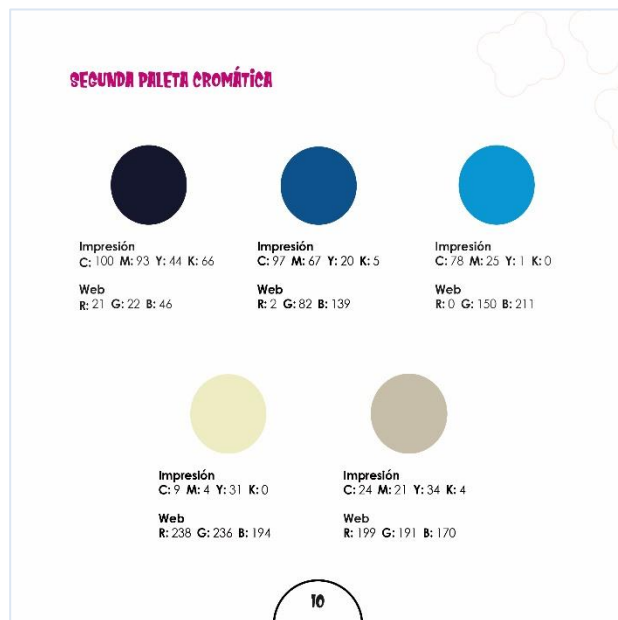 SEGUNDA PALETA CROMÁTiCA
Impresión
C: 100 M: 93 Y: 44 K: 66
Web
R: 21 G: 22 B: 46
Impresión
C: 97 M: 67 Y: 20 K: 5
Web
R: 2 G: 82 B: 139
Impresión
C: 78 M: 25 Y: 1 K: 0
Web
R: 0 G: 150 B: 211
Impresión
C: 9 M: 4 Y: 31 K: 0
Web
R: 238 G: 236 B: 194
Impresión
C: 24 M: 21 Y: 34 K: 4
Web
R: 199 G: 191 B: 170
10